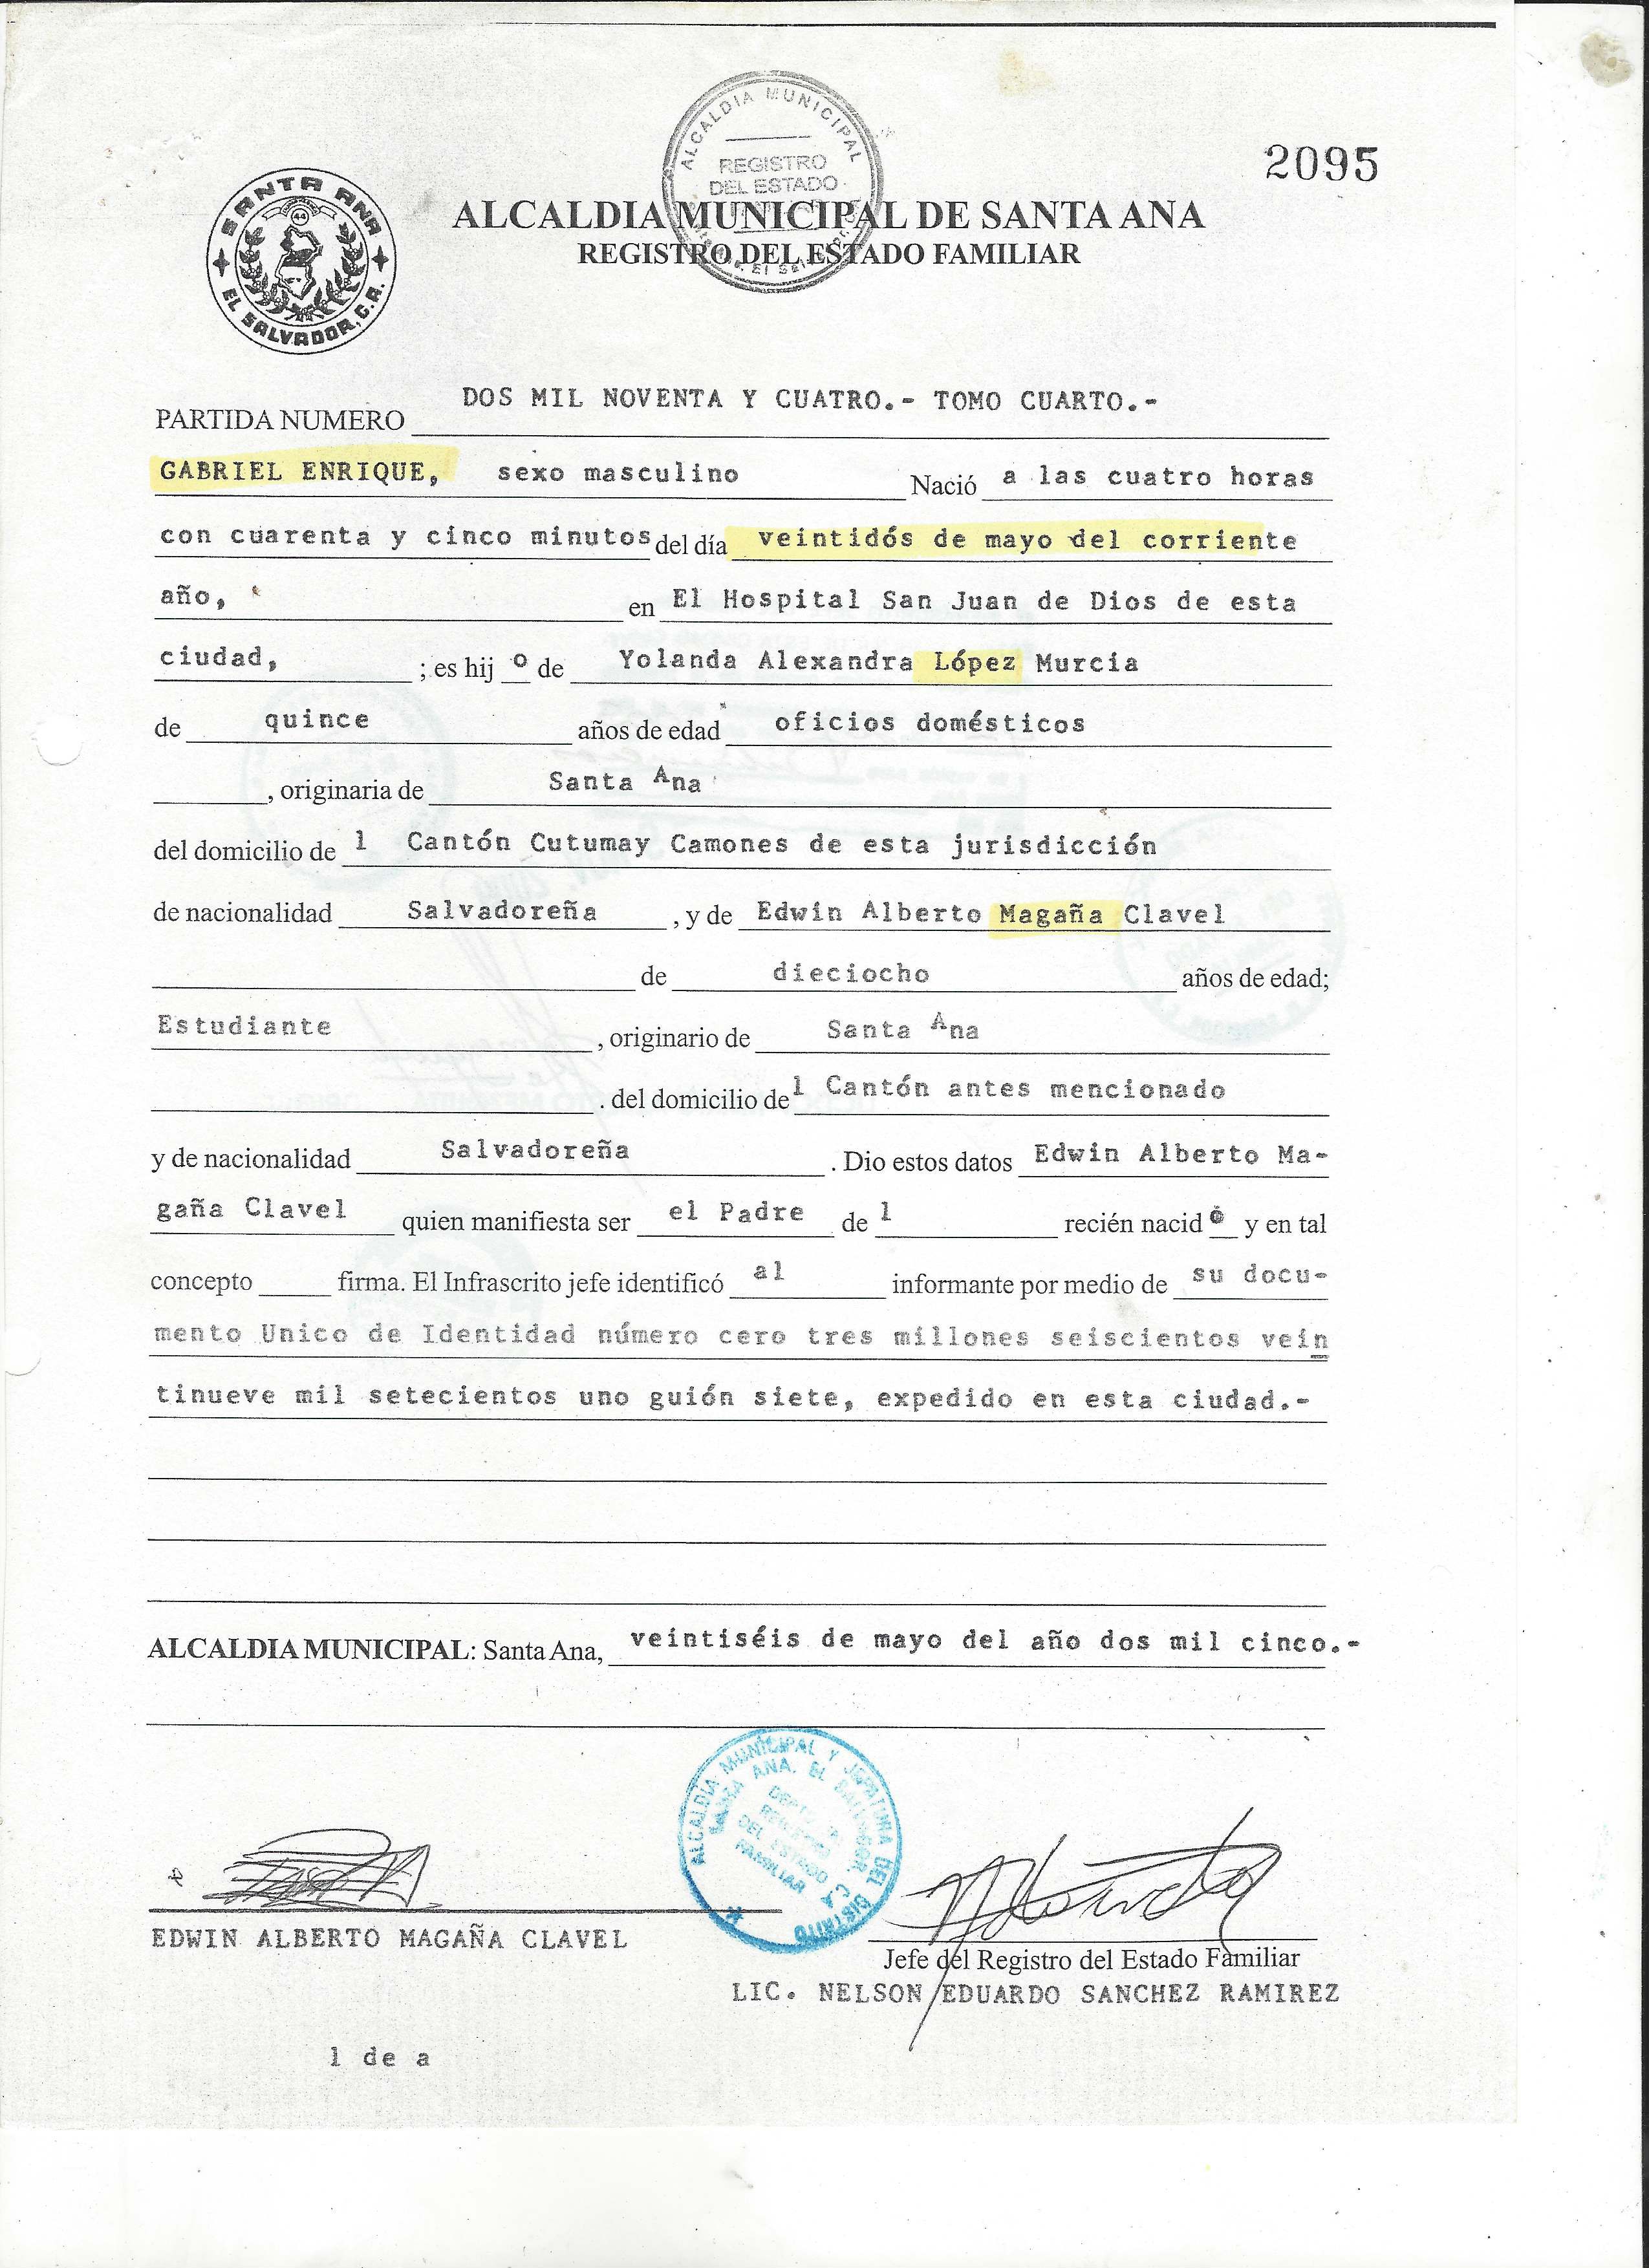 ALCALDIA MUNICIPAL
REGISTRO
DEL ESTADO
2095
SANTA ANA
EL SALVADOR, C.A.
ALCALDIA MUNICIPAL DE SANTA ANA
REGISTRO DEL ESTADO FAMILIAR
PARTIDA NUMERO DOS MIL NOVENTA Y CUATRO.- TOMO CUARTO.-
GABRIEL ENRIQUE, sexo masculino Nació a las cuatro horas
con cuarenta y cinco minutos del día veintidós de mayo del corriente
año, en El Hospital San Juan de Dios de esta
ciudad, ; es hij o de Yolanda Alexandra López Murcia
de quince años de edad oficios domésticos
, originaria de Santa Ana
del domicilio de l Cantón Cutumay Camones de esta jurisdicción
de nacionalidad Salvadoreña , y de Edwin Alberto Magaña Clavel
de dieciocho años de edad;
Estudiante , originario de Santa Ana
. del domicilio de l Cantón antes mencionado
y de nacionalidad Salvadoreña . Dio estos datos Edwin Alberto Ma-
gaña Clavel quien manifiesta ser el Padre de l recién nacid o y en tal
concepto firma. El Infrascrito jefe identificó al informante por medio de su docu-
mento Unico de Identidad número cero tres millones seiscientos vein
tinueve mil setecientos uno guión siete, expedido en esta ciudad.-
ALCALDIA MUNICIPAL: Santa Ana, veintiséis de mayo del año dos mil cinco.-
ALCALDIA MUNICIPAL Y JEFATURA DEL DISTRITO
SANTA ANA. EL SALVADOR, C.A.
REGISTRO
DEL ESTADO
FAMILIAR
EDWIN ALBERTO MAGAÑA CLAVEL
Jefe del Registro del Estado Familiar
LIC. NELSON EDUARDO SANCHEZ RAMIREZ
l de a